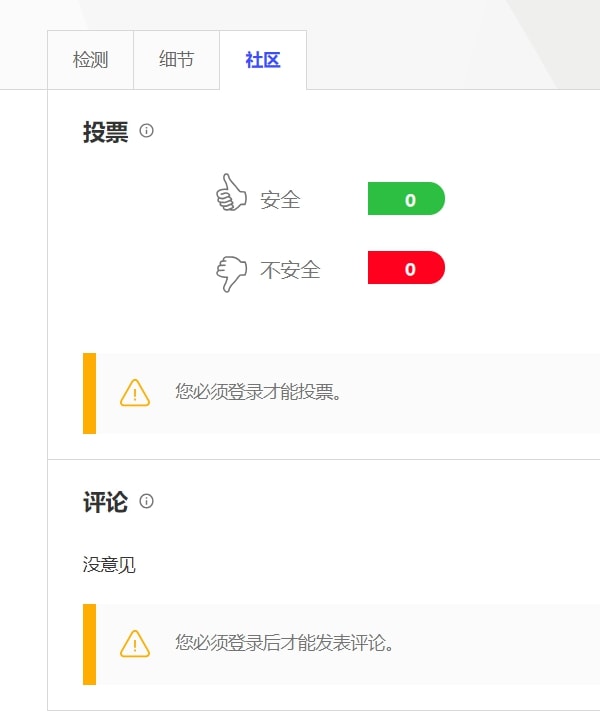 检测 细节 社区
投票
安全 0
不安全 0
您必须登录才能投票。
评论
没意见
您必须登录后才能发表评论。